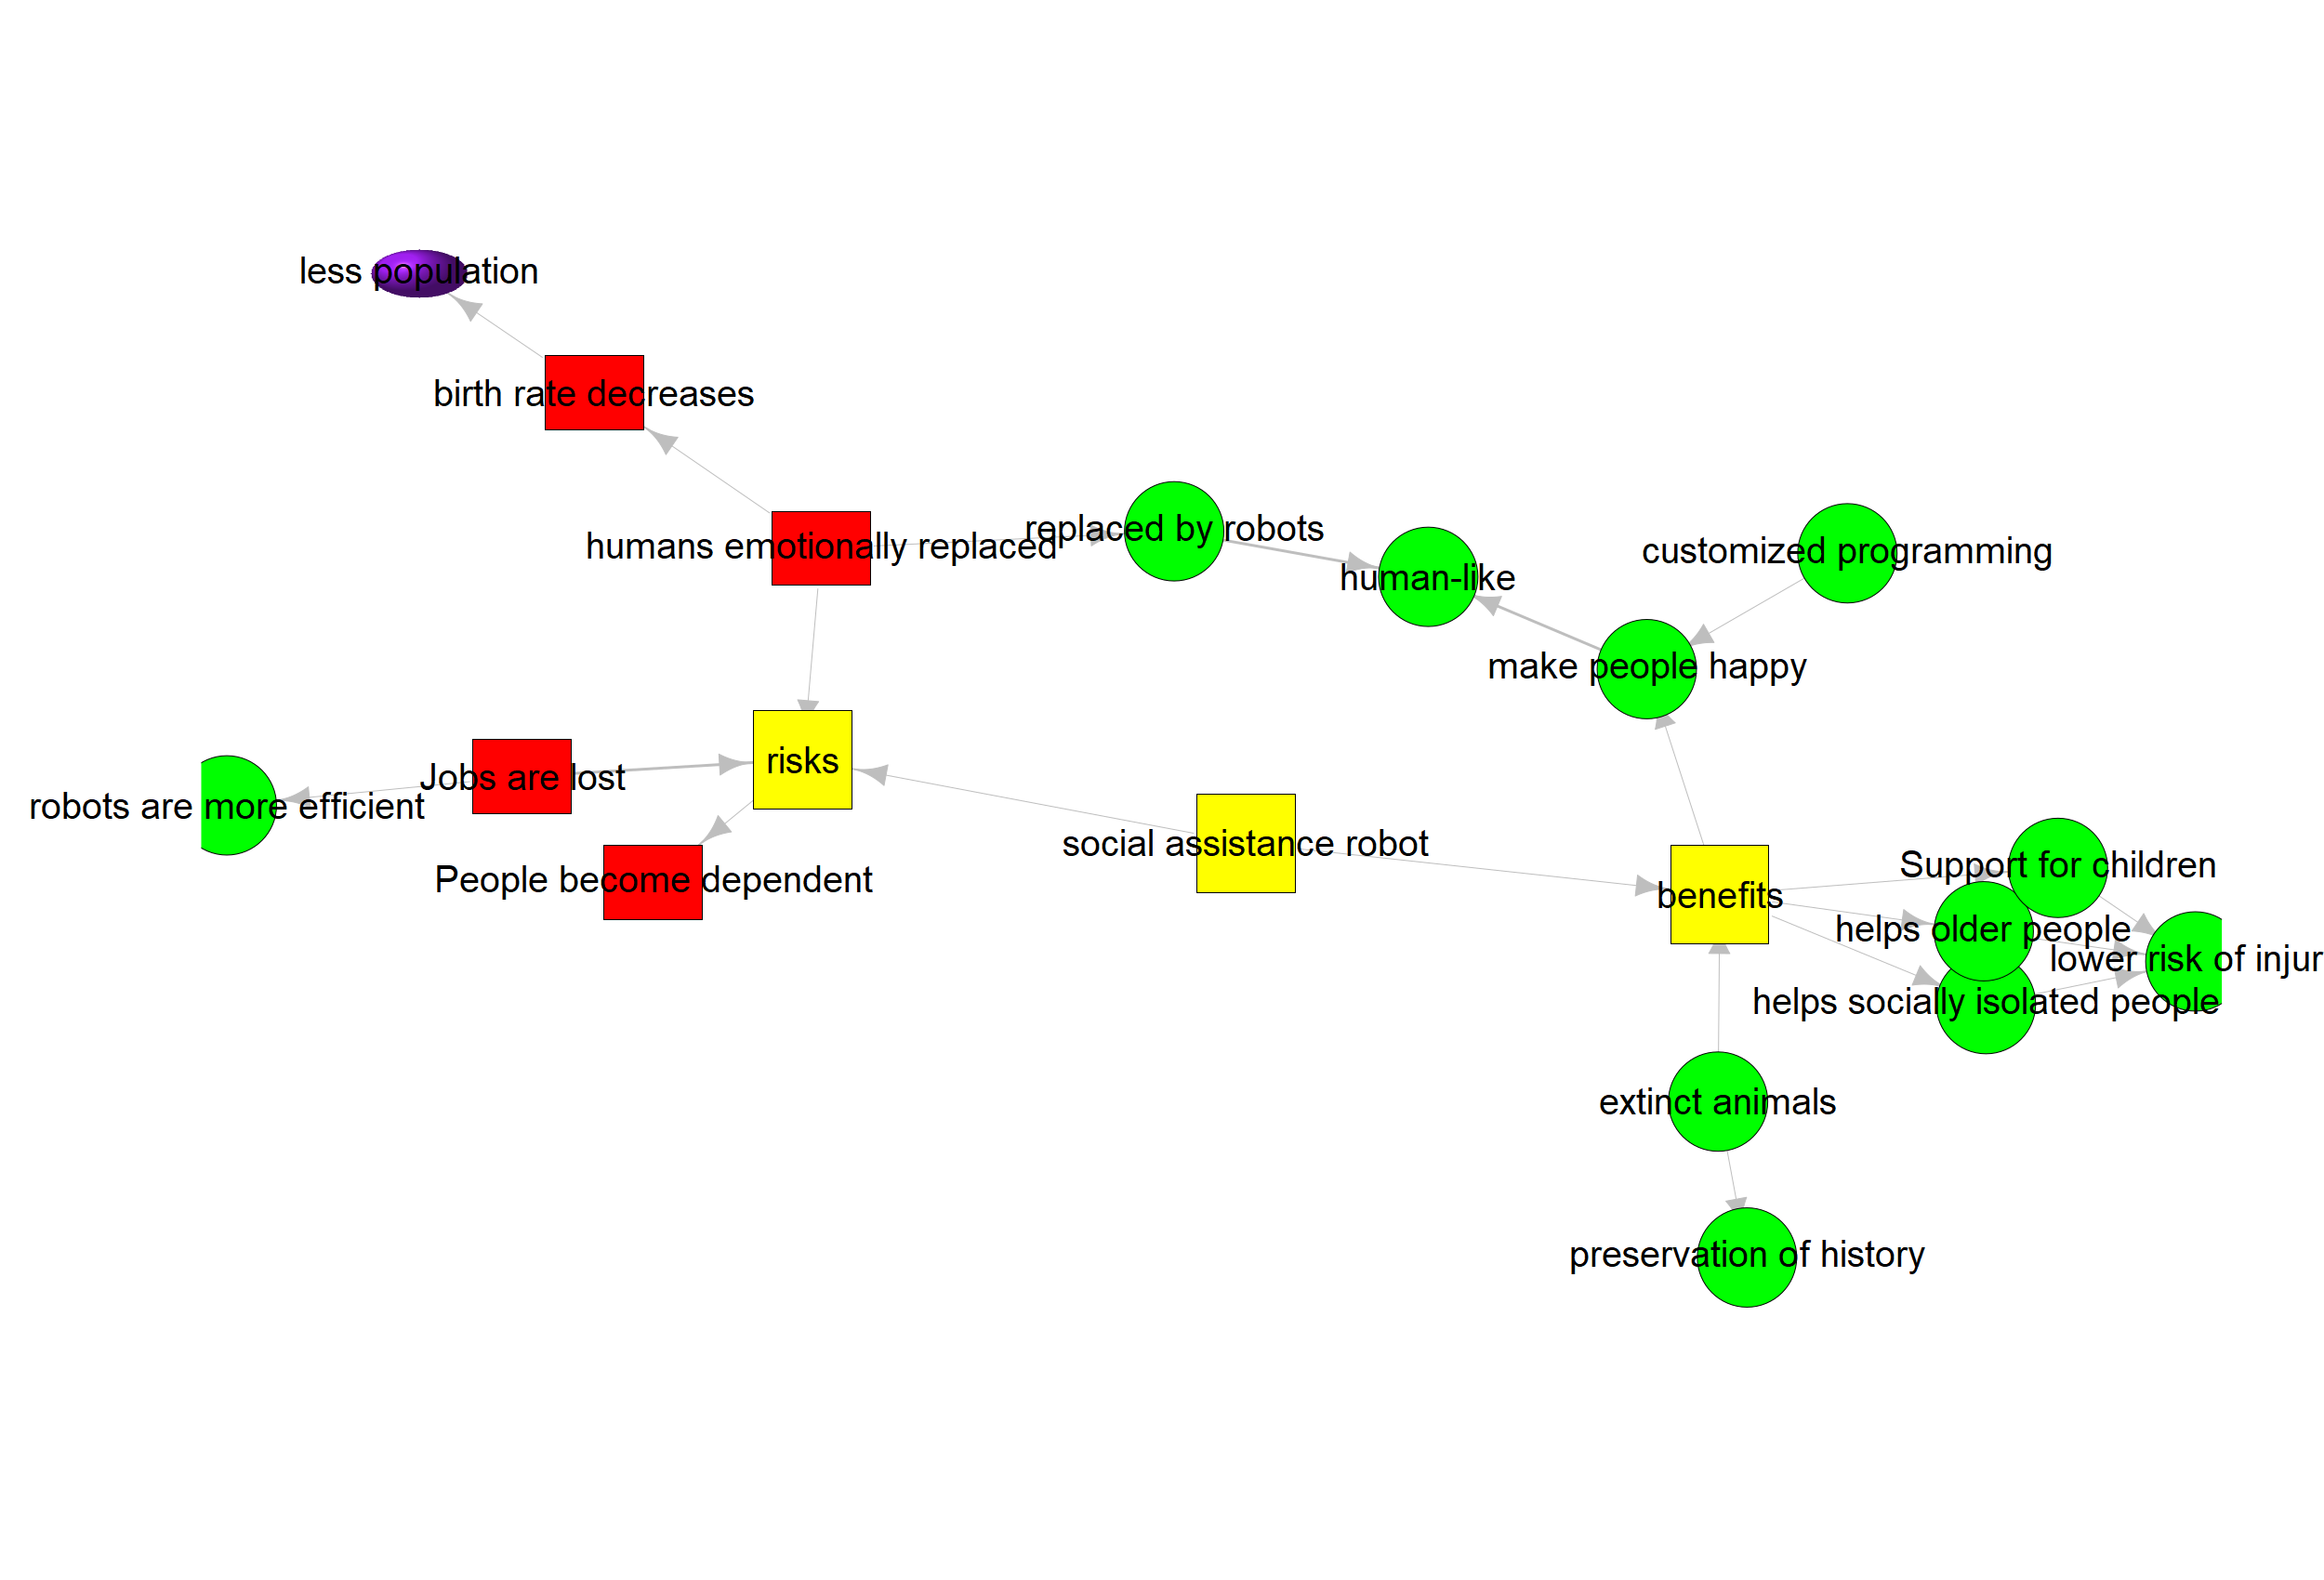 less population
birth rate decreases
humans emotionally replaced
replaced by robots
human-like
customized programming
make people happy
risks
Jobs are lost
robots are more efficient
People become dependent
social assistance robot
benefits
Support for children
helps older people
lower risk of injur
helps socially isolated people
extinct animals
preservation of history